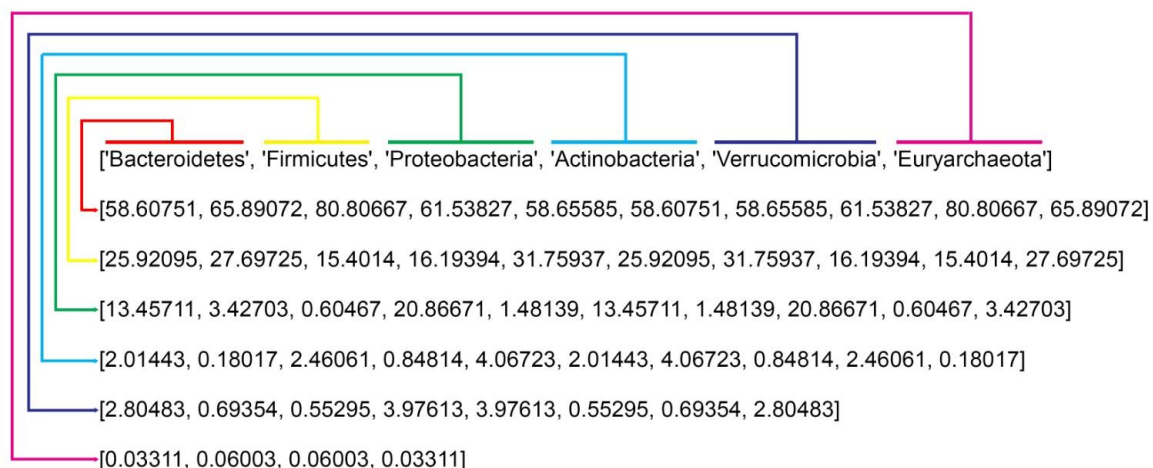 ['Bacteroidetes', 'Firmicutes', 'Proteobacteria', 'Actinobacteria', 'Verrucomicrobia', 'Euryarchaeota']
[58.60751, 65.89072, 80.80667, 61.53827, 58.65585, 58.60751, 58.65585, 61.53827, 80.80667, 65.89072]
[25.92095, 27.69725, 15.4014, 16.19394, 31.75937, 25.92095, 31.75937, 16.19394, 15.4014, 27.69725]
[13.45711, 3.42703, 0.60467, 20.86671, 1.48139, 13.45711, 1.48139, 20.86671, 0.60467, 3.42703]
[2.01443, 0.18017, 2.46061, 0.84814, 4.06723, 2.01443, 4.06723, 0.84814, 2.46061, 0.18017]
[2.80483, 0.69354, 0.55295, 3.97613, 3.97613, 0.55295, 0.69354, 2.80483]
[0.03311, 0.06003, 0.06003, 0.03311]